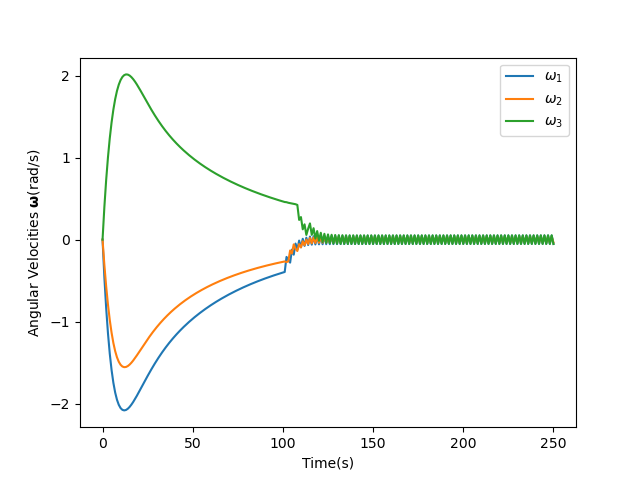 2
1
0
−1
−2
0
50
100
150
200
250
Time(s)
Angular Velocities ω(rad/s)
ω₁
ω₂
ω₃